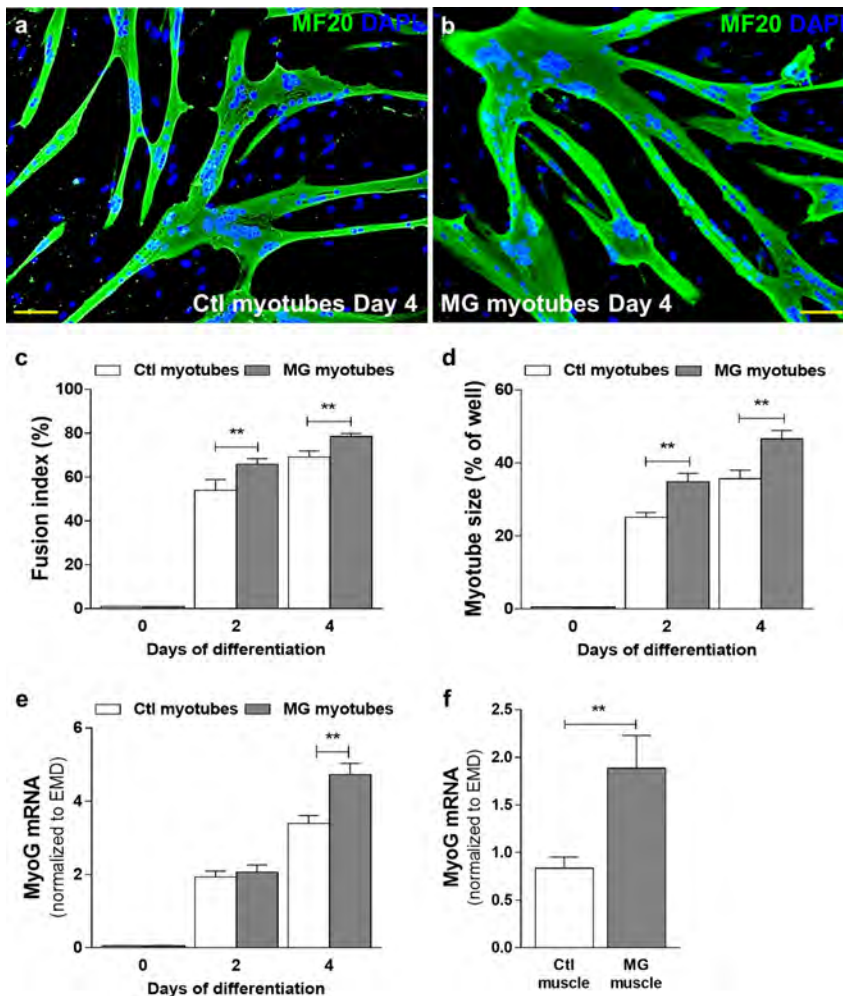 a MF20 DAPI
Ctl myotubes Day 4
b MF20 DAPI
MG myotubes Day 4
c
Ctl myotubes MG myotubes
Fusion index (%)
100
80
60
40
20
0
** **
0 2 4
Days of differentiation
d
Ctl myotubes MG myotubes
Myotube size (% of well)
60
40
20
0
** **
0 2 4
Days of differentiation
e
Ctl myotubes MG myotubes
MyoG mRNA
(normalized to EMD)
6
4
2
0
**
0 2 4
Days of differentiation
f
MyoG mRNA
(normalized to EMD)
2.5
2.0
1.5
1.0
0.5
0.0
**
Ctl
muscle
MG
muscle